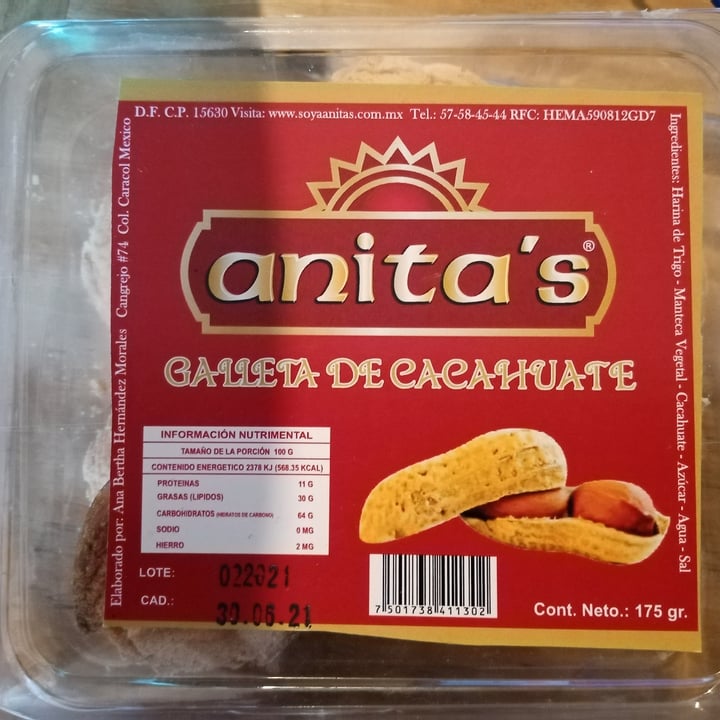 D.F. C.P. 15630 Visita: www.soyaanitas.com.mx Tel.: 57-58-45-44 RFC: HEMA590812GD7
Elaborado por: Ana Bertha Hernández Morales Cangrejo #74 Col. Caracol Mexico
anita's®
GALLETA DE CACAHUATE
INFORMACIÓN NUTRIMENTAL
TAMAÑO DE LA PORCIÓN 100 G
CONTENIDO ENERGETICO 2378 KJ (568.35 KCAL)
PROTEINAS 11 G
GRASAS (LIPIDOS) 30 G
CARBOHIDRATOS (HIDRATOS DE CARBONO) 64 G
SODIO 0 MG
HIERRO 2 MG
LOTE: 022021
CAD.: 30.06.21
7 501738 411302
Cont. Neto.: 175 gr.
Ingredientes: Harina de Trigo - Manteca Vegetal - Cacahuate - Azúcar - Agua - Sal